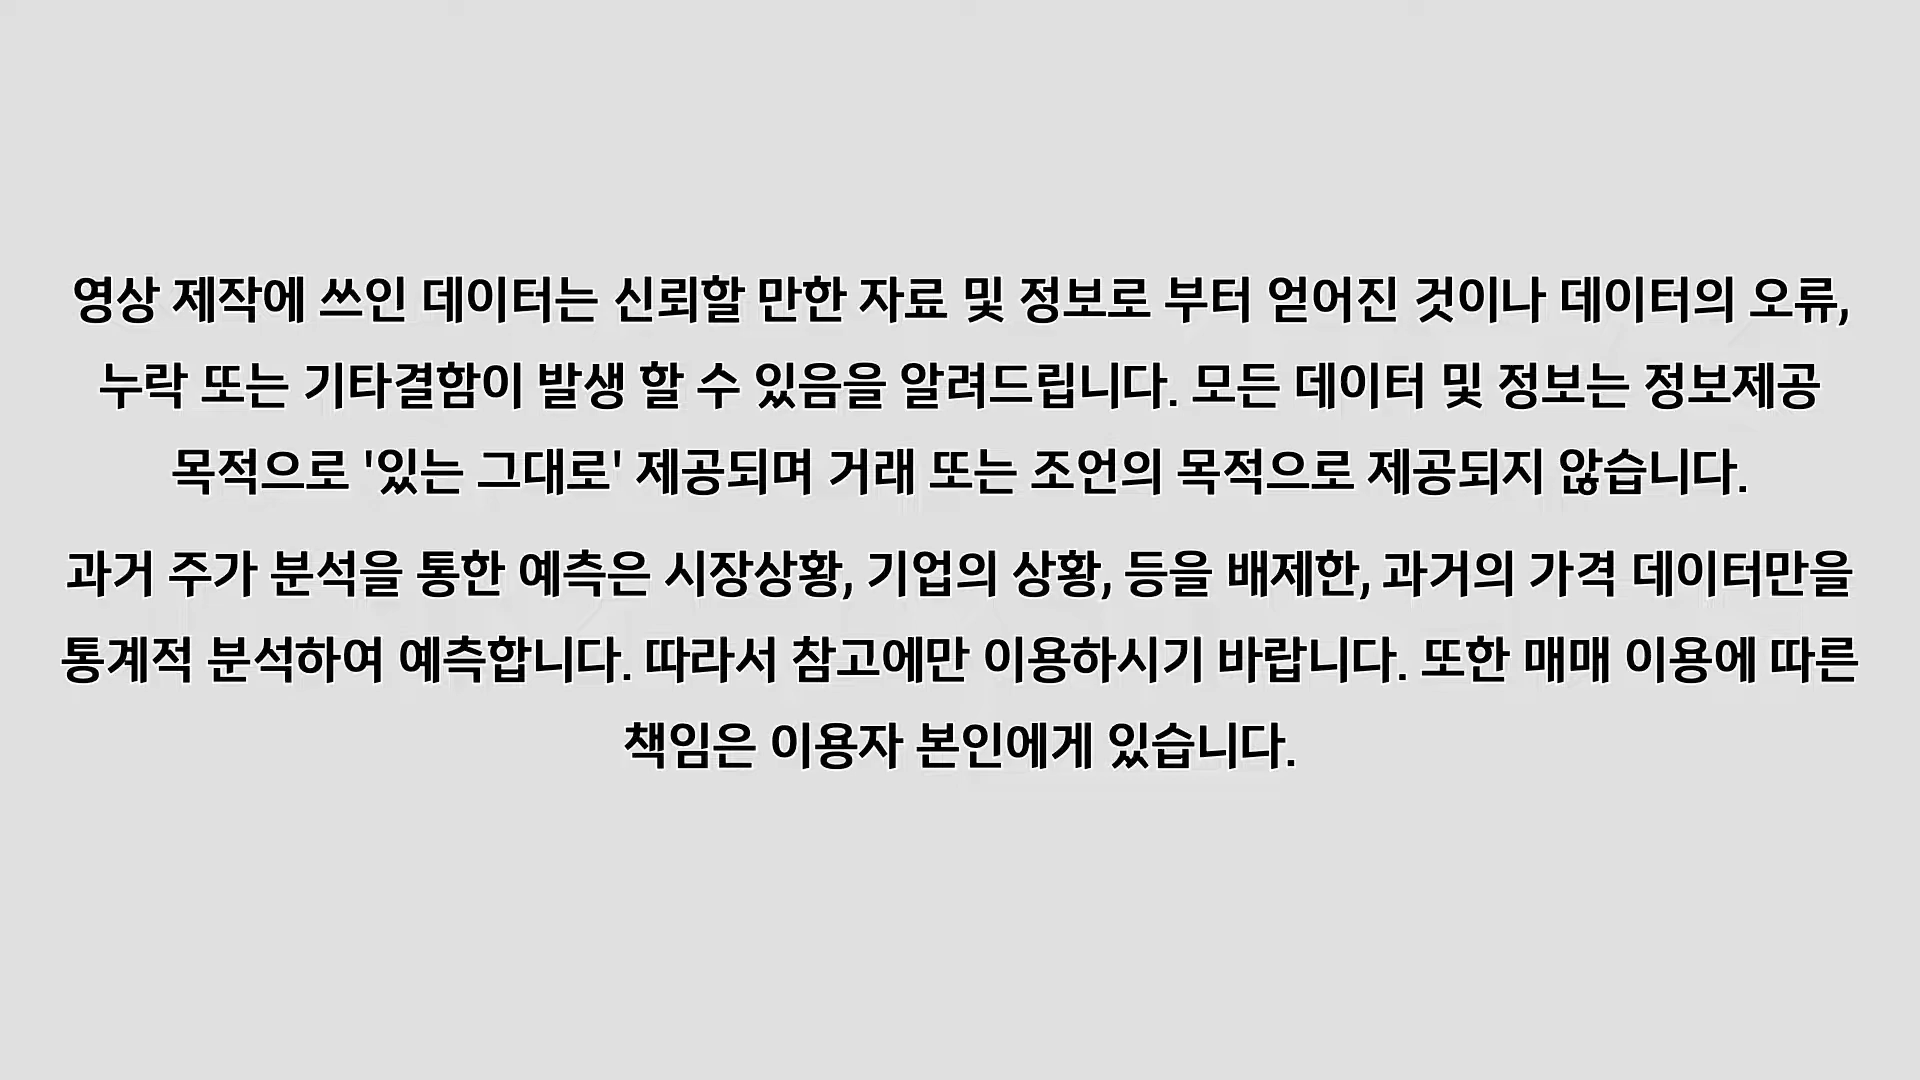 영상 제작에 쓰인 데이터는 신뢰할 만한 자료 및 정보로 부터 얻어진 것이나 데이터의 오류,
누락 또는 기타결함이 발생 할 수 있음을 알려드립니다. 모든 데이터 및 정보는 정보제공
목적으로 '있는 그대로' 제공되며 거래 또는 조언의 목적으로 제공되지 않습니다.
과거 주가 분석을 통한 예측은 시장상황, 기업의 상황, 등을 배제한, 과거의 가격 데이터만을
통계적 분석하여 예측합니다. 따라서 참고에만 이용하시기 바랍니다. 또한 매매 이용에 따른
책임은 이용자 본인에게 있습니다.